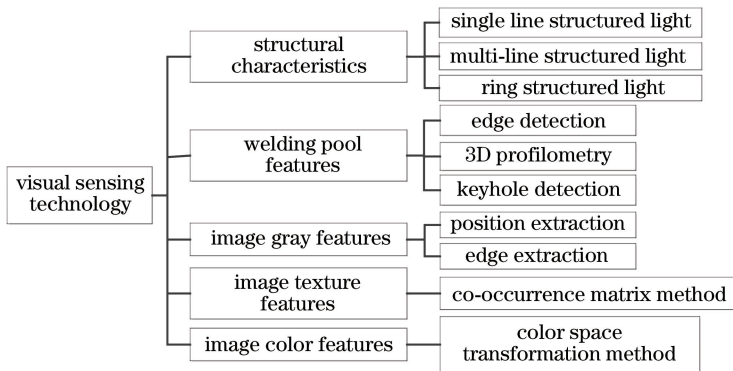 visual sensing
technology
structural
characteristics
single line structured light
multi-line structured light
ring structured light
welding pool
features
edge detection
3D profilometry
keyhole detection
image gray features
position extraction
edge extraction
image texture
features
co-occurrence matrix method
image color features
color space
transformation method